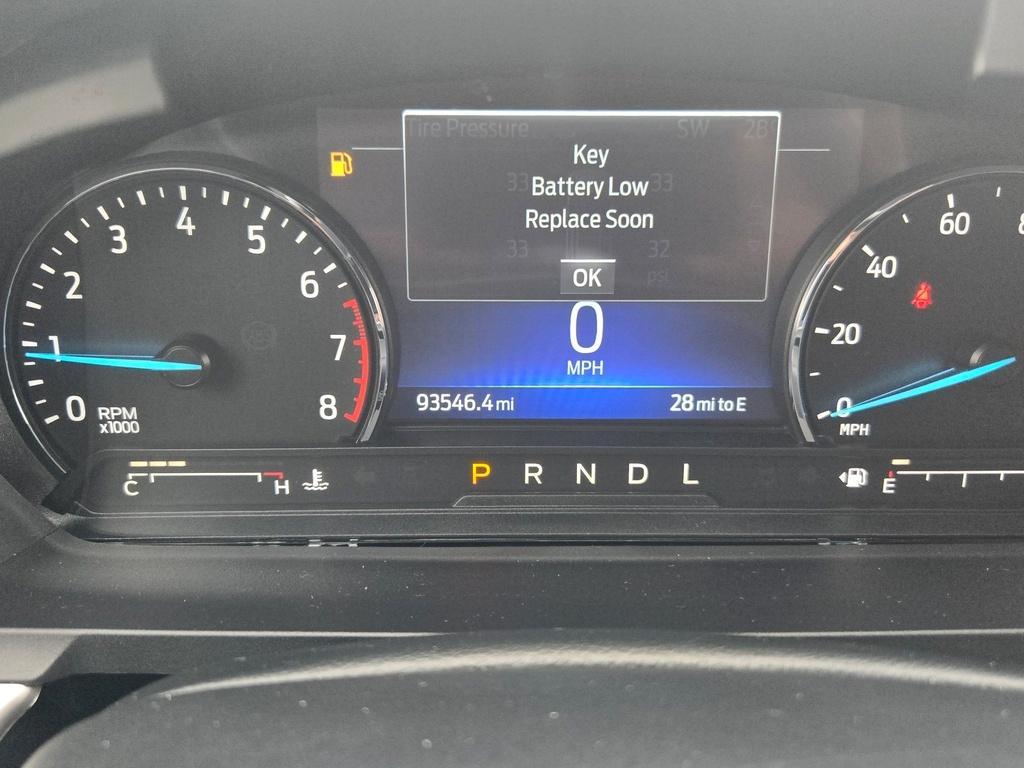 Tire Pressure SW 28
Key
33 Battery Low 33
Replace Soon
33 32
psi
OK
0
MPH
93546.4 mi 28 mi to E
0 1 2 3 4 5 6 7 8
RPM
x1000
0 20 40 60
MPH
C H
P R N D L
E